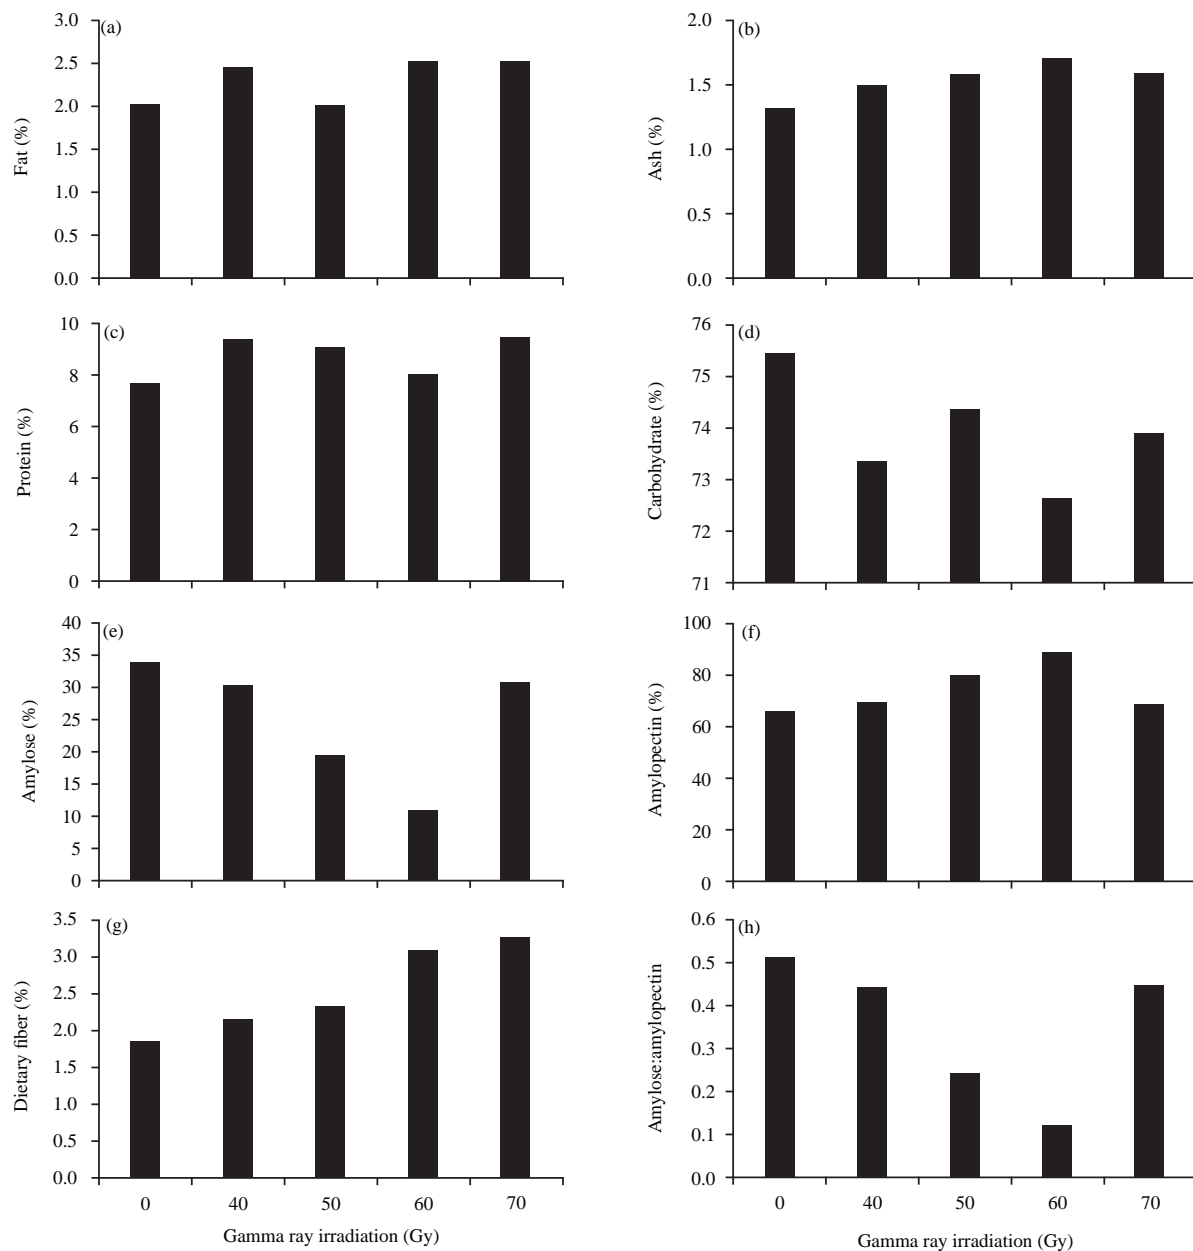 (a)
3.0
2.5
2.0
1.5
1.0
0.5
0.0
Fat (%)
(b)
2.0
1.5
1.0
0.5
0.0
Ash (%)
(c)
10
8
6
4
2
0
Protein (%)
(d)
76
75
74
73
72
71
Carbohydrate (%)
(e)
40
35
30
25
20
15
10
5
0
Amylose (%)
(f)
100
80
60
40
20
0
Amylopectin (%)
(g)
3.5
3.0
2.5
2.0
1.5
1.0
0.5
0.0
Dietary fiber (%)
0 40 50 60 70
Gamma ray irradiation (Gy)
(h)
0.6
0.5
0.4
0.3
0.2
0.1
0.0
Amylose:amylopectin
0 40 50 60 70
Gamma ray irradiation (Gy)